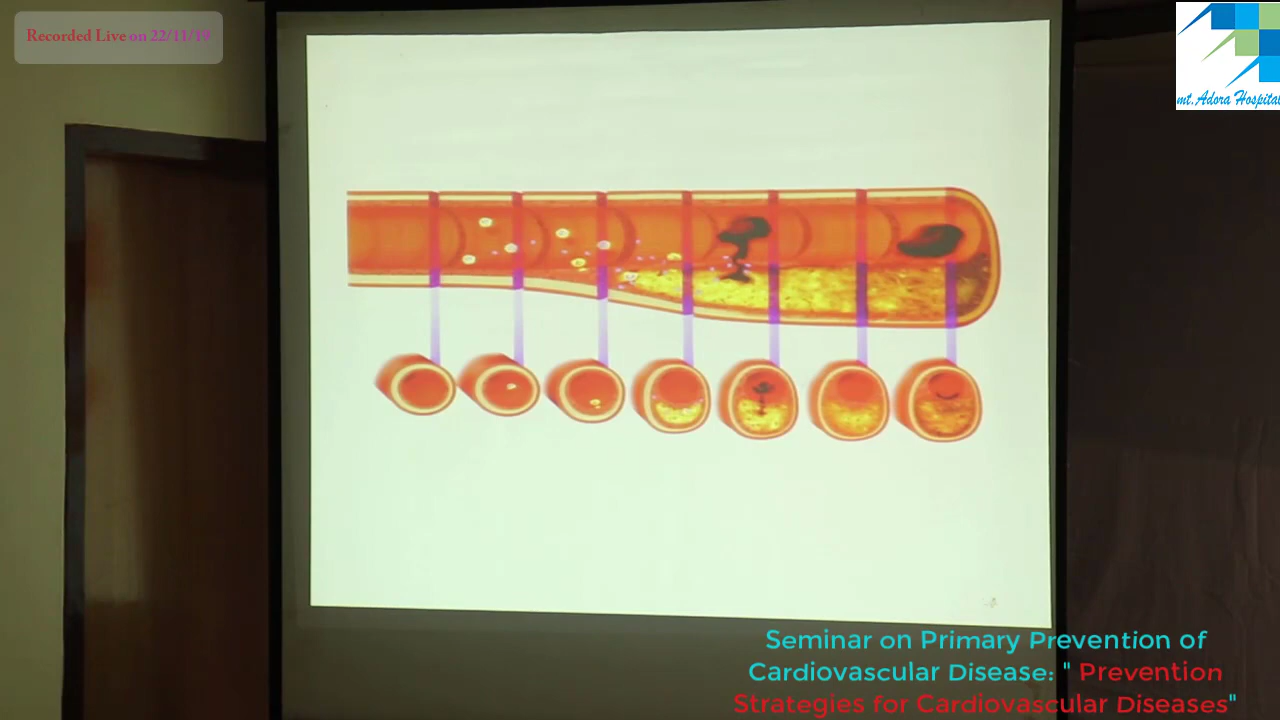 Recorded Live on 22/11/19
mt. Adora Hospital
Seminar on Primary Prevention of
Cardiovascular Disease: " Prevention
Strategies for Cardiovascular Diseases"